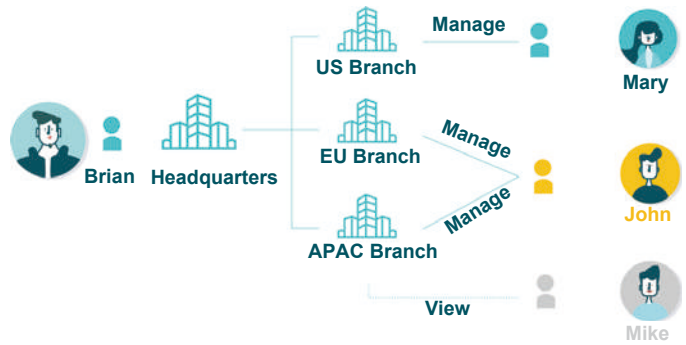 Manage
US Branch
Mary
Manage
EU Branch
Brian
Headquarters
Manage
John
APAC Branch
View
Mike